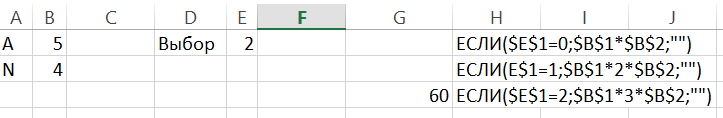 A B C D E F G H I J
A 5 Выбор 2 ЕСЛИ($E$1=0;$B$1*$B$2;"")
N 4 ЕСЛИ(E$1=1;$B$1*2*$B$2;"")
60 ЕСЛИ($E$1=2;$B$1*3*$B$2;"")